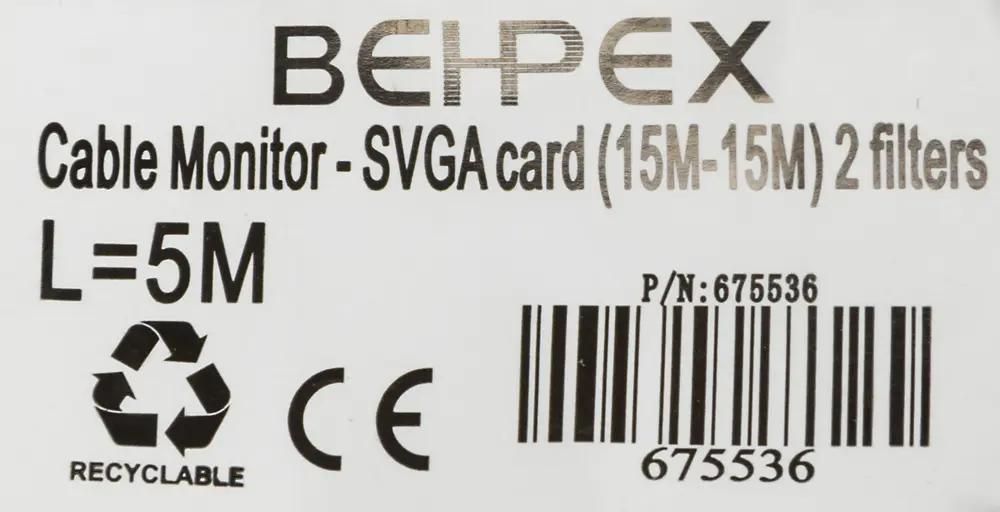 BEHPEX
Cable Monitor - SVGA card (15M-15M) 2 filters
L=5M
P/N:675536
675536
RECYCLABLE
CE